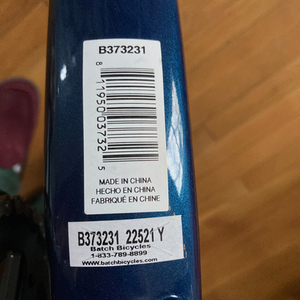 B373231
8 11950 03732 5
MADE IN CHINA
HECHO EN CHINA
FABRIQUÉ EN CHINE
B373231 22521 Y
Batch Bicycles
1-833-789-8899
www.batchbicycles.com